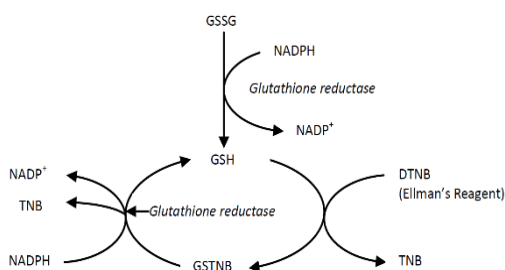 GSSG
NADPH
Glutathione reductase
NADP+
GSH
NADP+
DTNB
(Ellman's Reagent)
TNB
Glutathione reductase
NADPH
GSTNB
TNB